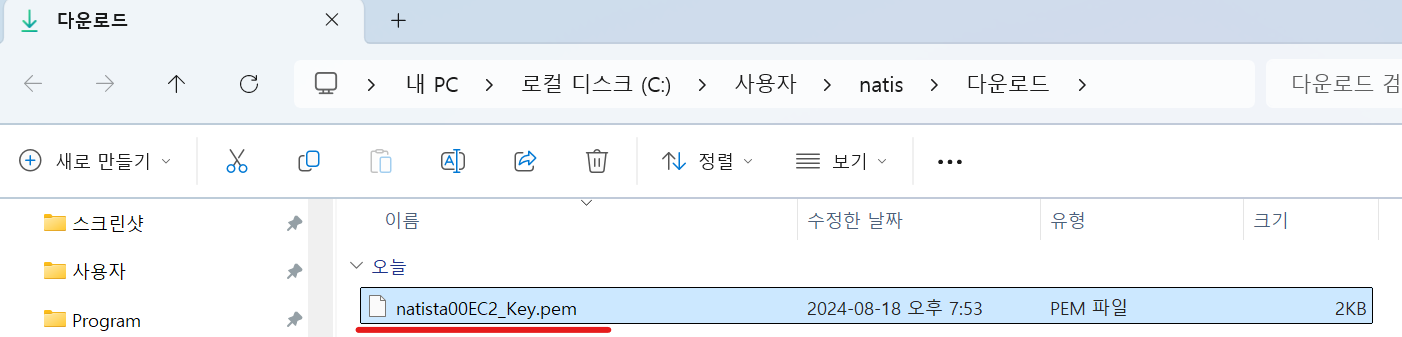 다운로드
내 PC > 로컬 디스크 (C:) > 사용자 > natis > 다운로드 >
다운로드 검
새로 만들기
정렬
보기
스크린샷
사용자
Program
이름 수정한 날짜 유형 크기
오늘
natista00EC2_Key.pem 2024-08-18 오후 7:53 PEM 파일 2KB